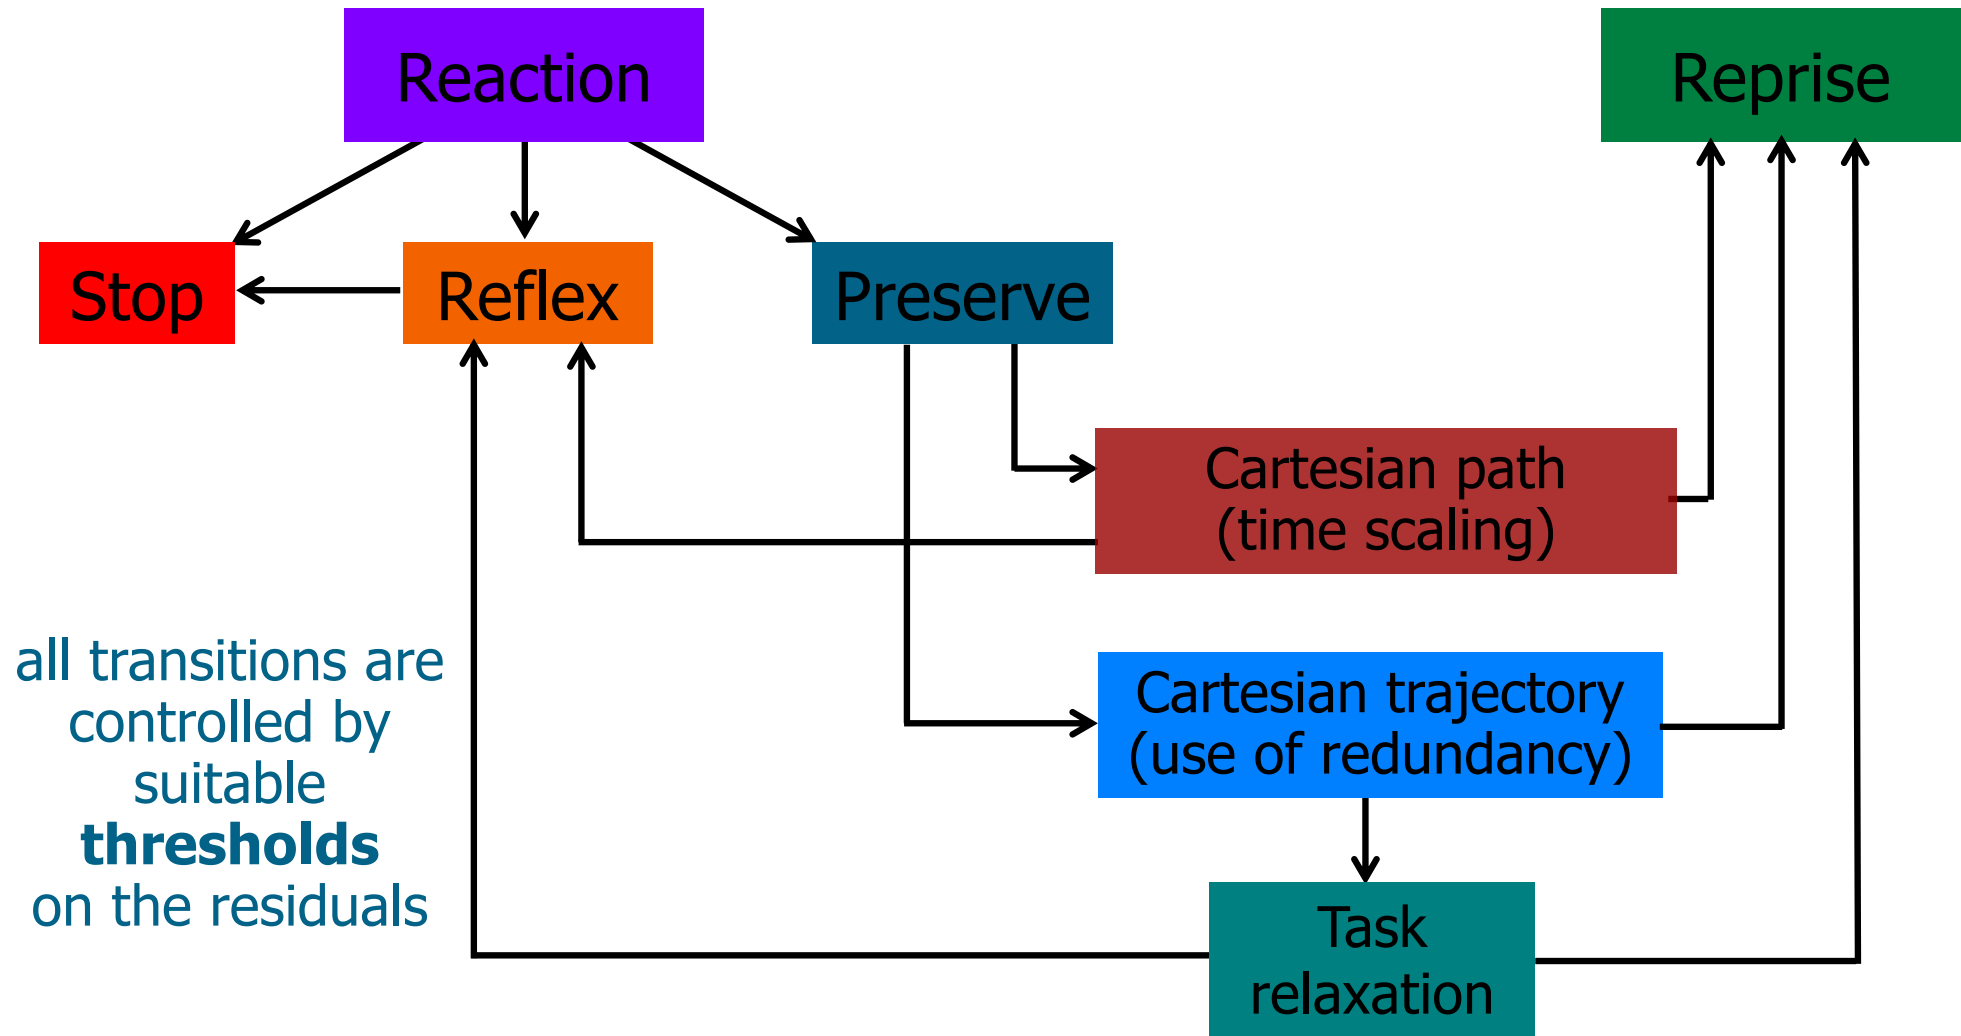 Reaction
Reprise
Stop
Reflex
Preserve
Cartesian path
(time scaling)
all transitions are
controlled by
suitable
thresholds
on the residuals
Cartesian trajectory
(use of redundancy)
Task
relaxation